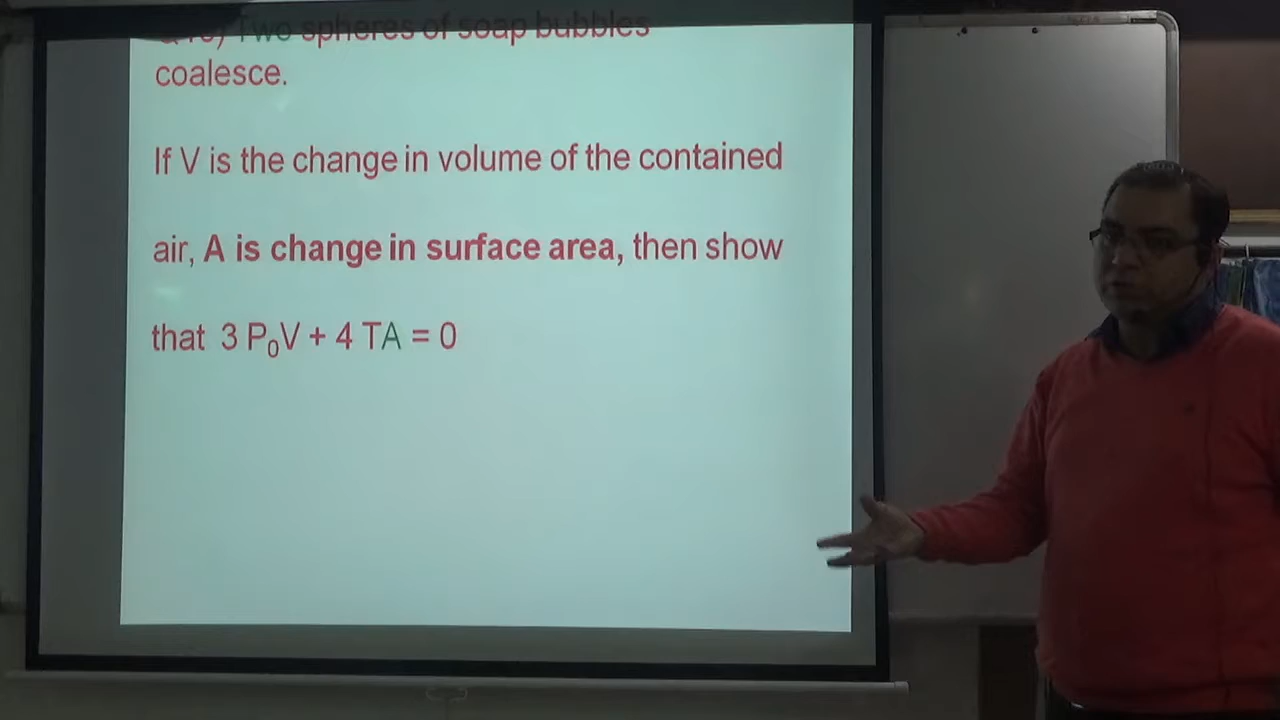 Two spheres of soap bubbles
coalesce.
If V is the change in volume of the contained
air, A is change in surface area, then show
that 3 P₀V + 4 TA = 0